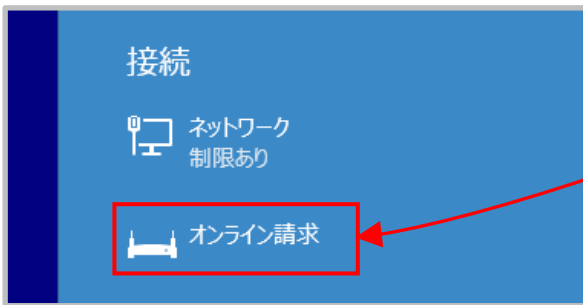 接続
ネットワーク
制限あり
オンライン請求